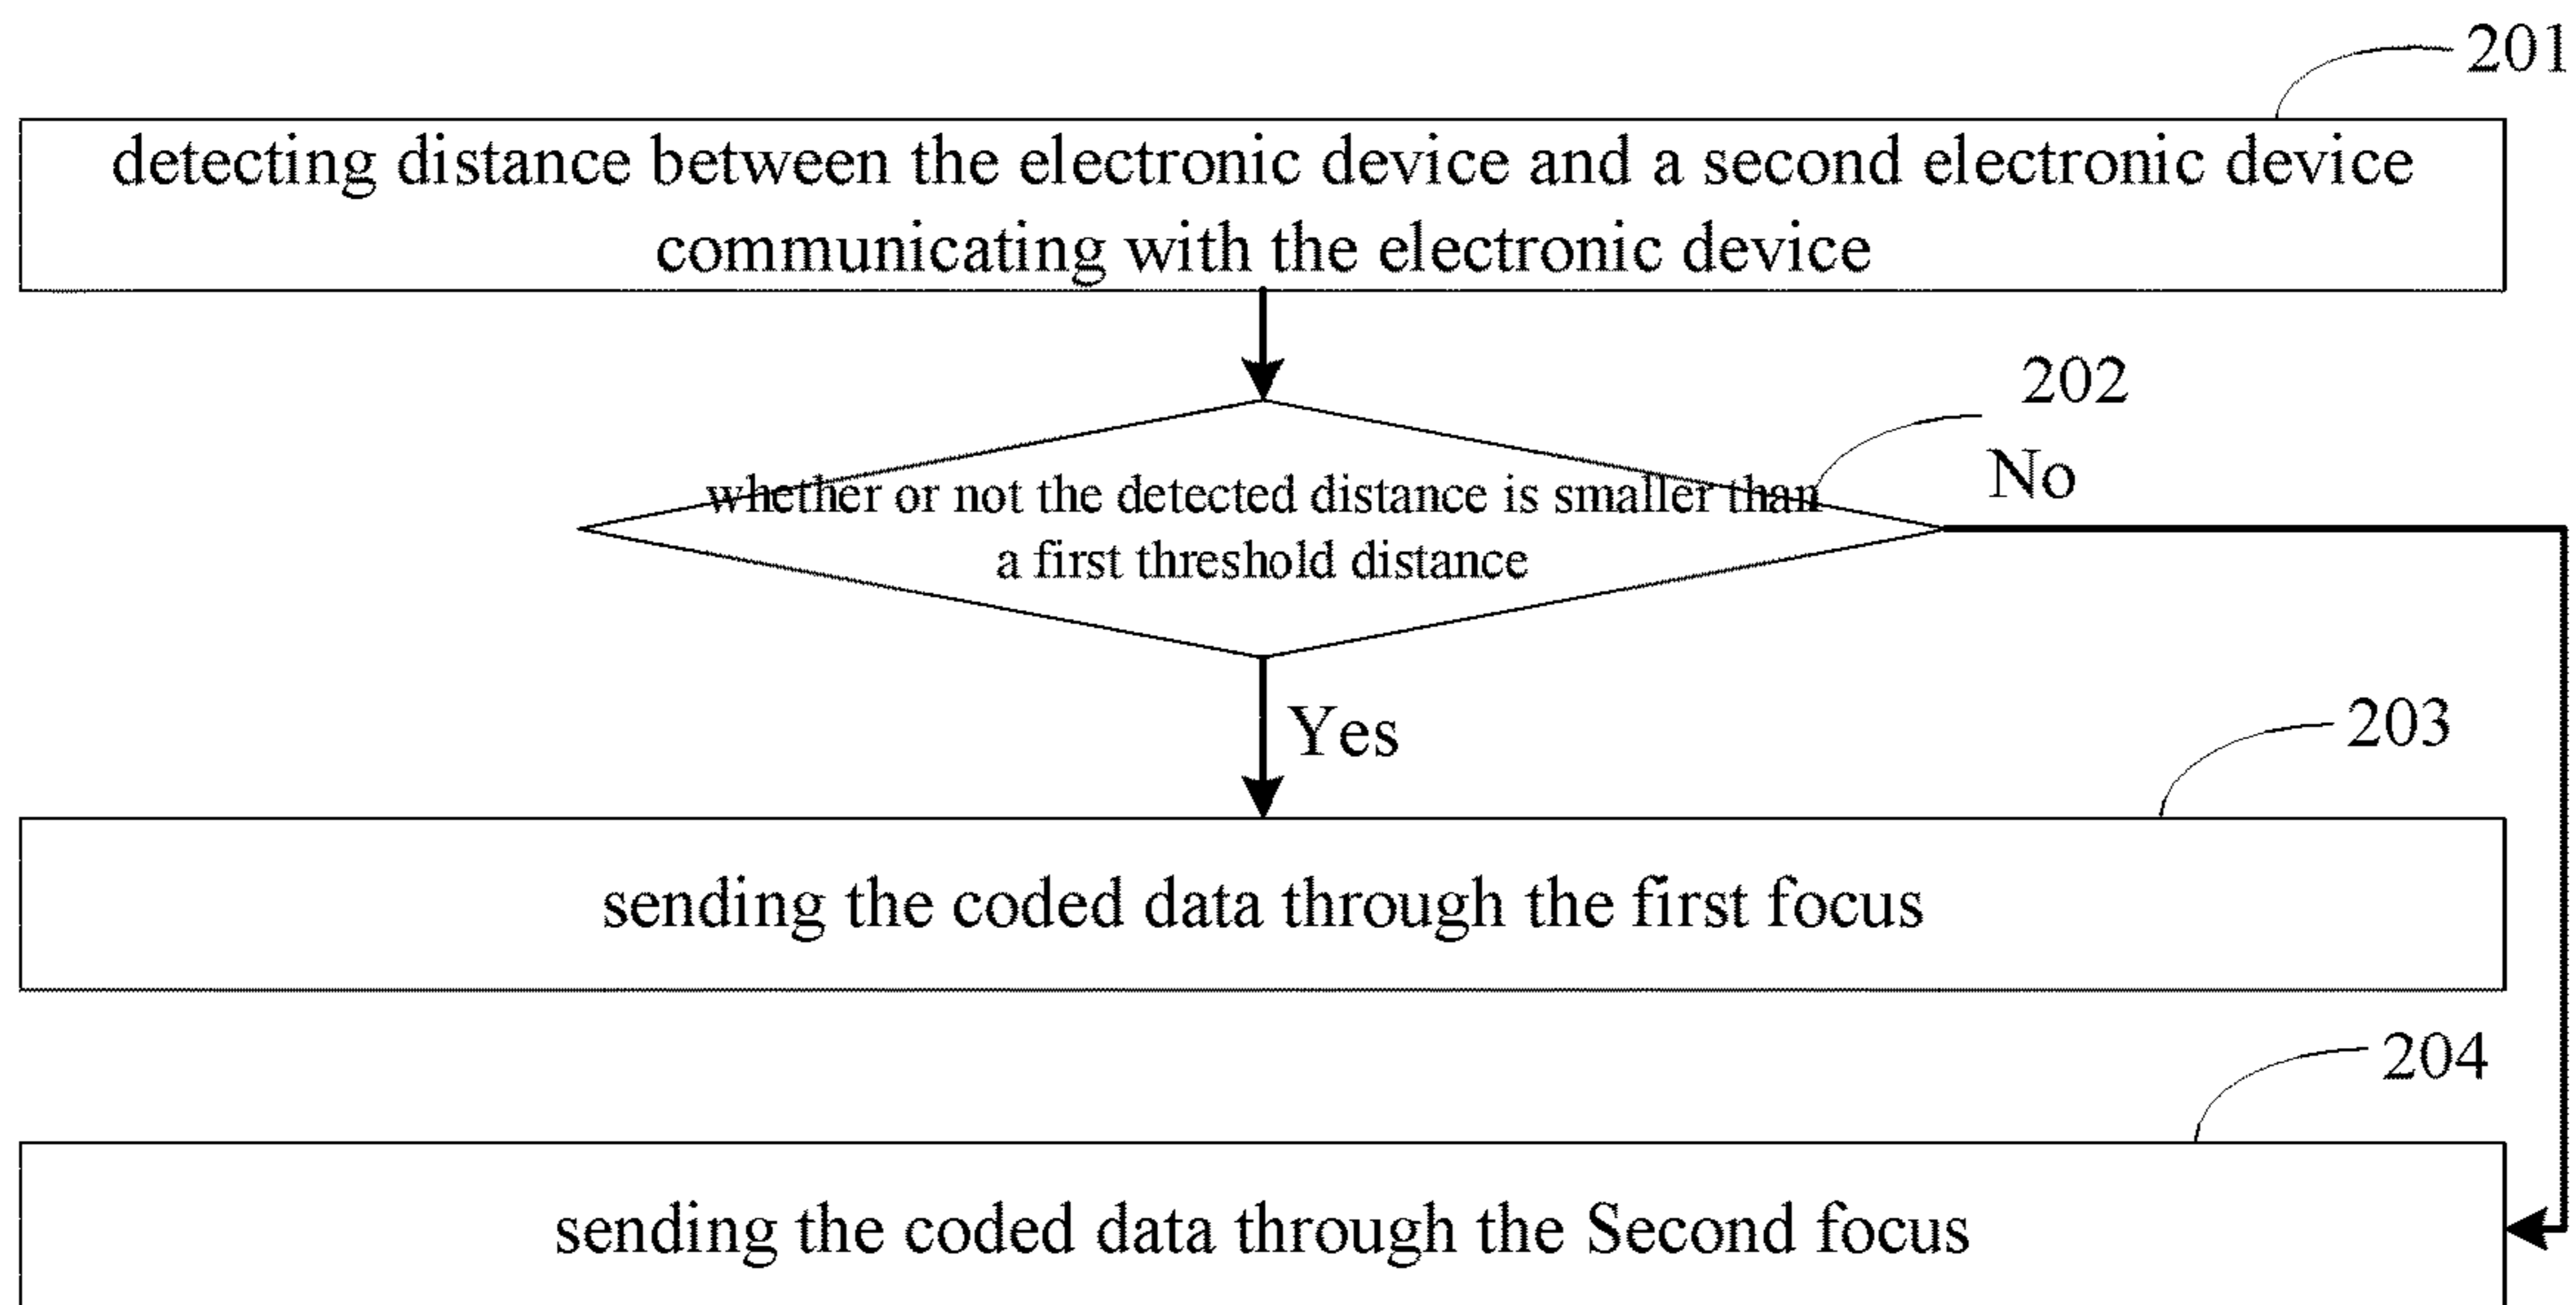 201
detecting distance between the electronic device and a second electronic device
communicating with the electronic device
202
No
whether or not the detected distance is smaller than
a first threshold distance
Yes
203
sending the coded data through the first focus
204
sending the coded data through the Second focus